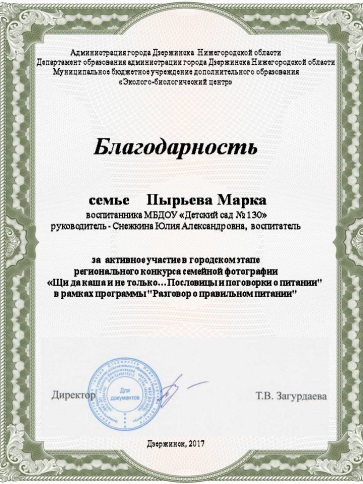 Администрация города Дзержинска Нижегородской области
Департамент образования администрации города Дзержинска Нижегородской области
Муниципальное бюджетное учреждение дополнительного образования
«Эколого-биологический центр»
Благодарность
семье Пырьева Марка
воспитанника МБДОУ «Детский сад № 130»
руководитель - Снежкина Юлия Александровна, воспитатель
за активное участие в городском этапе
регионального конкурса семейной фотографии
«Щи да каша и не только…Пословицы и поговорки о питании"
в рамках программы "Разговор о правильном питании"
Директор
Для
документов
Т.В. Загурдаева
Дзержинск, 2017